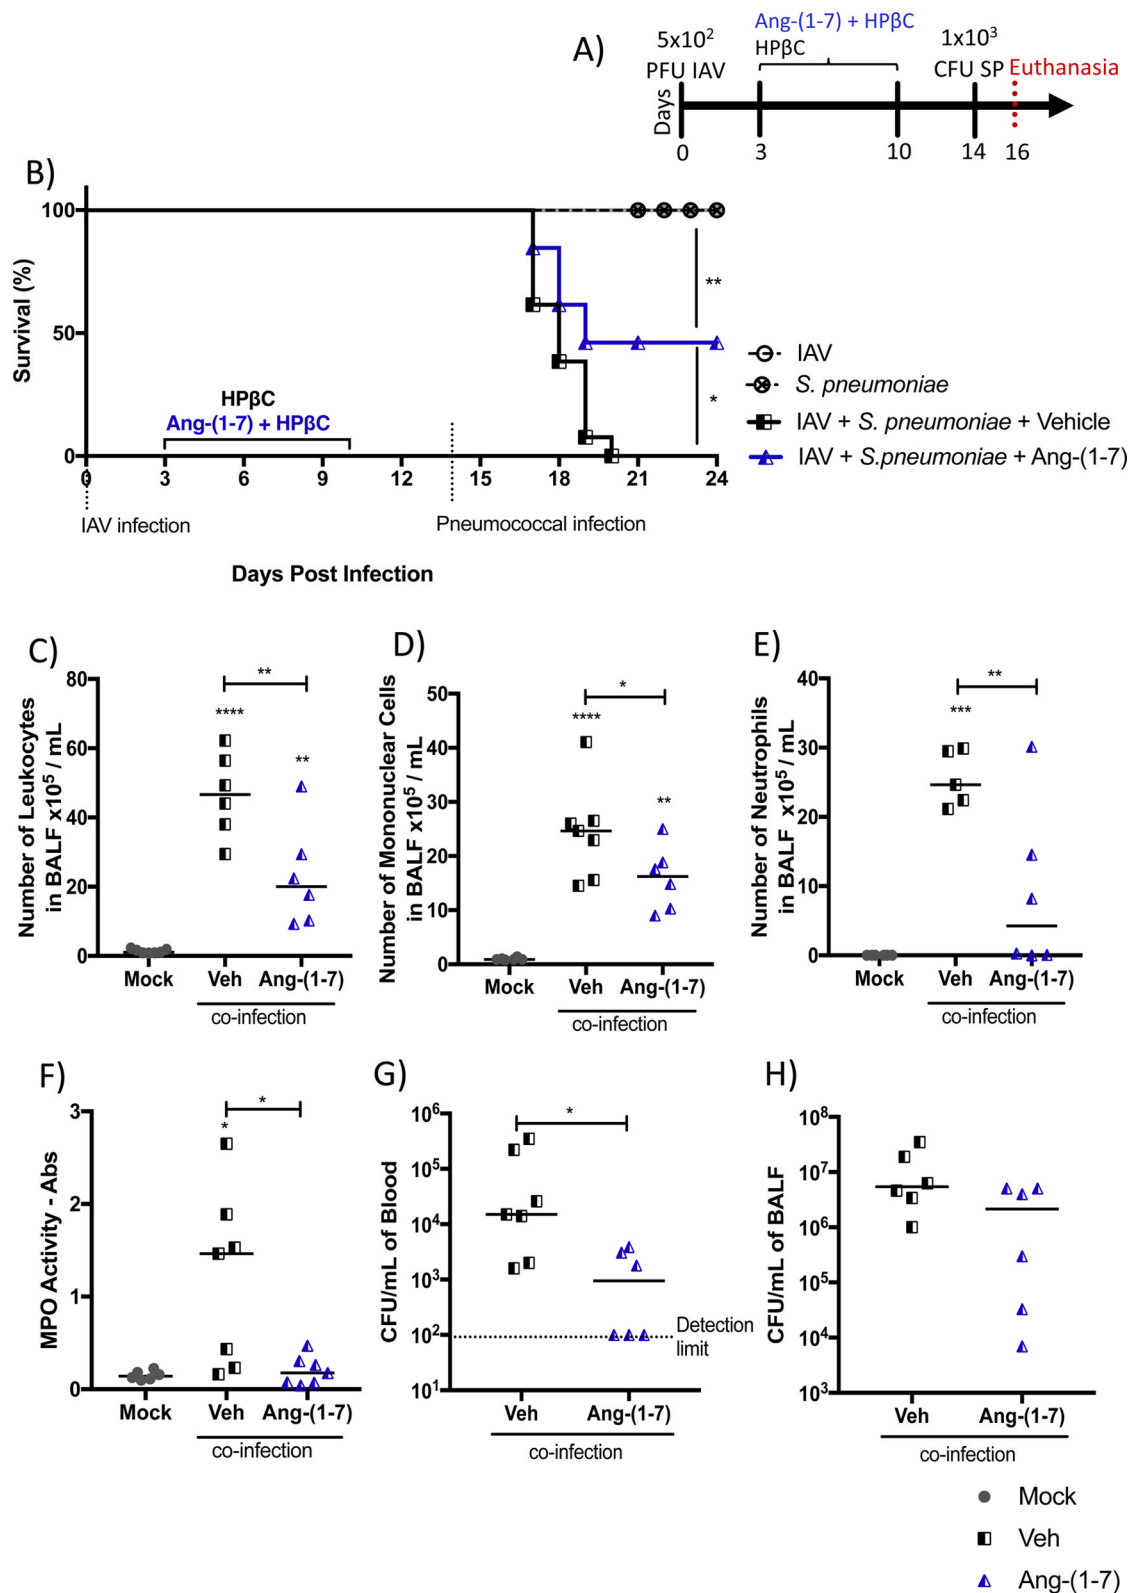 A)
5x10²
PFU IAV
Ang-(1-7) + HPβC
HPβC
1x10³
CFU SP
Euthanasia
Days
0
3
10
14
16
B)
Survival (%)
100
50
0
HPβC
Ang-(1-7) + HPβC
**
*
0
3
6
9
12
15
18
21
24
IAV infection
Pneumococcal infection
Days Post Infection
IAV
S. pneumoniae
IAV + S. pneumoniae + Vehicle
IAV + S.pneumoniae + Ang-(1-7)
C)
Number of Leukocytes
in BALF x10⁵ / mL
80
60
40
20
0
**
****
**
Mock
Veh
Ang-(1-7)
co-infection
D)
Number of Mononuclear Cells
in BALF x10⁵ / mL
50
40
30
20
10
0
*
****
**
Mock
Veh
Ang-(1-7)
co-infection
E)
Number of Neutrophils
in BALF x10⁵ / mL
40
30
20
10
0
**
***
Mock
Veh
Ang-(1-7)
co-infection
F)
MPO Activity - Abs
3
2
1
0
*
*
Mock
Veh
Ang-(1-7)
co-infection
G)
CFU/mL of Blood
10⁶
10⁵
10⁴
10³
10²
10¹
*
Detection
limit
Veh
Ang-(1-7)
co-infection
H)
CFU/mL of BALF
10⁸
10⁷
10⁶
10⁵
10⁴
10³
Veh
Ang-(1-7)
co-infection
Mock
Veh
Ang-(1-7)